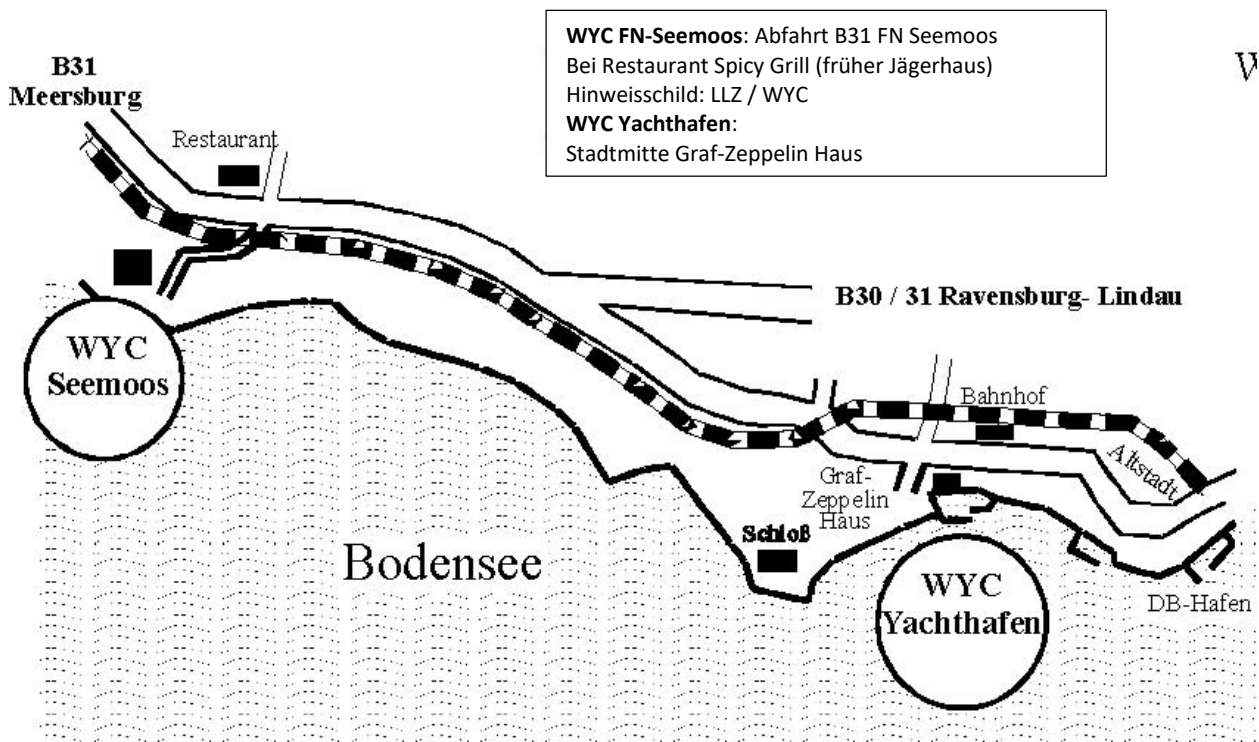 WYC FN-Seemoos: Abfahrt B31 FN Seemoos
Bei Restaurant Spicy Grill (früher Jägerhaus)
Hinweisschild: LLZ / WYC
WYC Yachthafen:
Stadtmitte Graf-Zeppelin Haus
B31
Meersburg
Restaurant
B30 / 31 Ravensburg- Lindau
WYC
Seemoos
Bahnhof
Altstadt
Graf-
Zeppelin
Haus
Schloß
Bodensee
WYC
Yachthafen
DB-Hafen